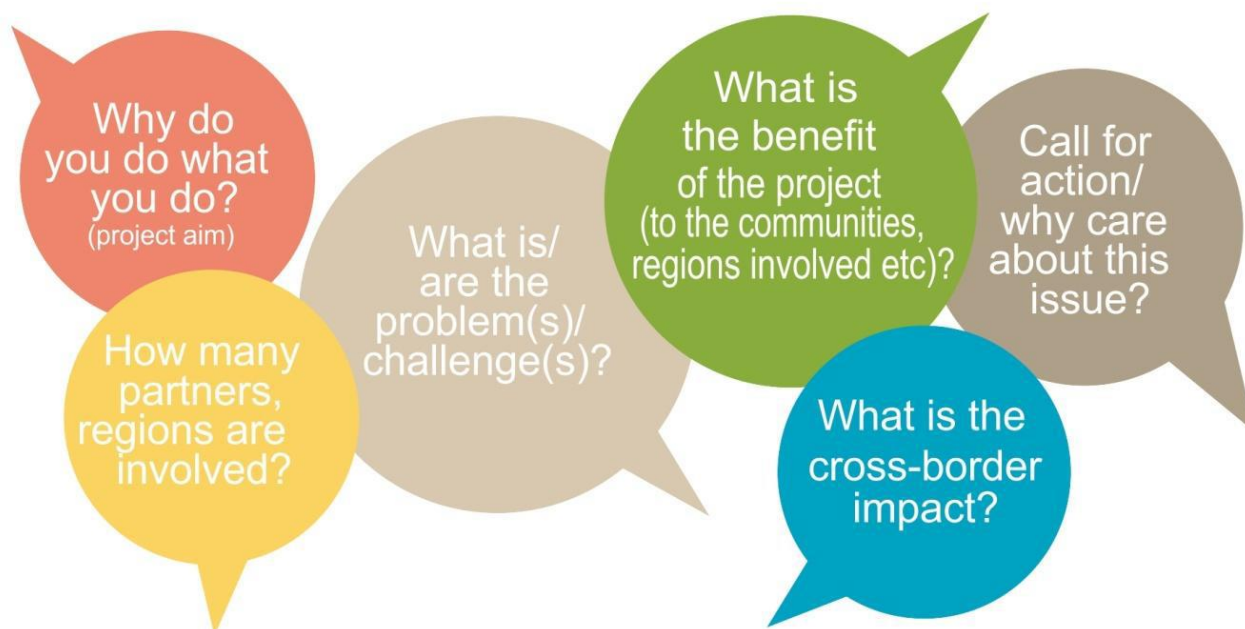 Why do
you do what
you do?
(project aim)
How many
partners,
regions are
involved?
What is/
are the
problem(s)/
challenge(s)?
What is
the benefit
of the project
(to the communities,
regions involved etc)?
What is the
cross-border
impact?
Call for
action/
why care
about this
issue?